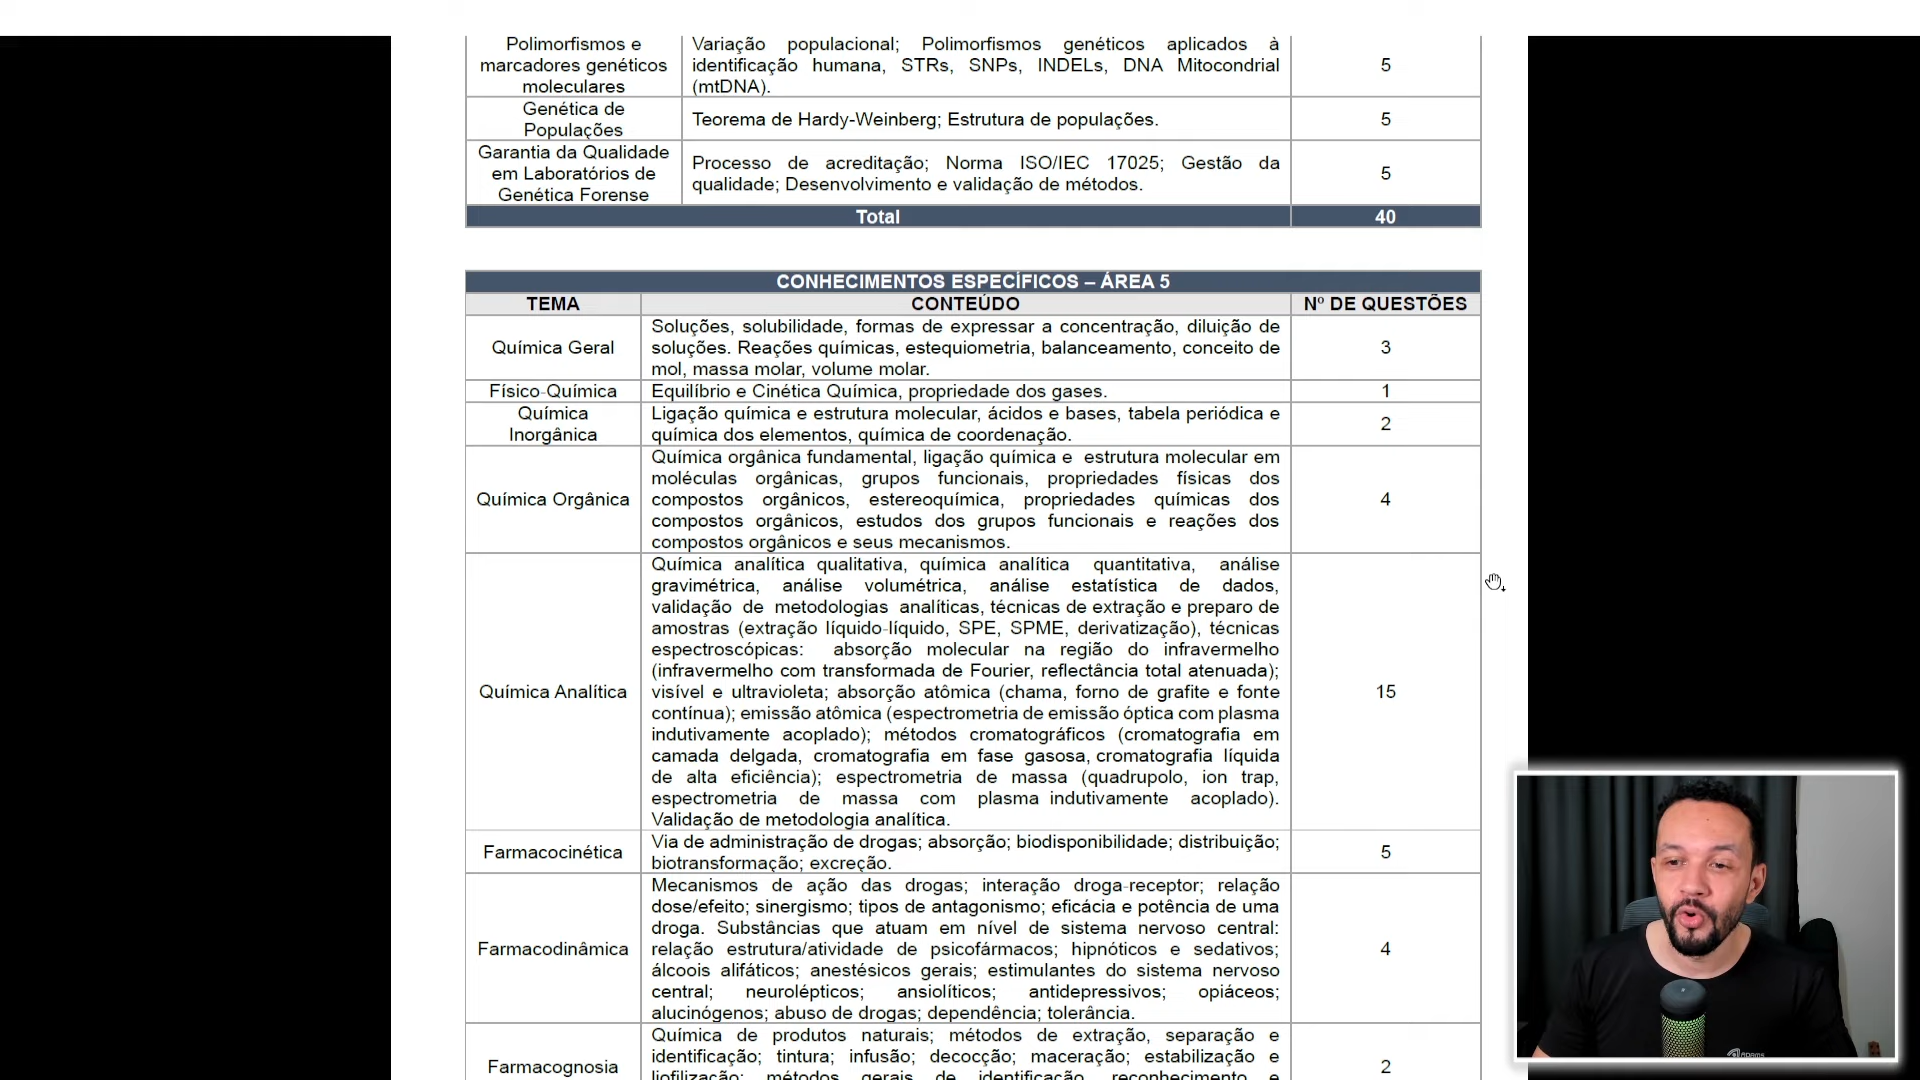 Polimorfismos e
marcadores genéticos
moleculares
Variação populacional; Polimorfismos genéticos aplicados à
identificação humana, STRs, SNPs, INDELs, DNA Mitocondrial
(mtDNA).
5
Genética de
Populações
Teorema de Hardy-Weinberg; Estrutura de populações.
5
Garantia da Qualidade
em Laboratórios de
Genética Forense
Processo de acreditação; Norma ISO/IEC 17025; Gestão da
qualidade; Desenvolvimento e validação de métodos.
5
Total
40
CONHECIMENTOS ESPECÍFICOS – ÁREA 5
TEMA
CONTEÚDO
Nº DE QUESTÕES
Química Geral
Soluções, solubilidade, formas de expressar a concentração, diluição de
soluções. Reações químicas, estequiometria, balanceamento, conceito de
mol, massa molar, volume molar.
3
Físico-Química
Equilíbrio e Cinética Química, propriedade dos gases.
1
Química
Inorgânica
Ligação química e estrutura molecular, ácidos e bases, tabela periódica e
química dos elementos, química de coordenação.
2
Química Orgânica
Química orgânica fundamental, ligação química e estrutura molecular em
moléculas orgânicas, grupos funcionais, propriedades físicas dos
compostos orgânicos, estereoquímica, propriedades químicas dos
compostos orgânicos, estudos dos grupos funcionais e reações dos
compostos orgânicos e seus mecanismos.
4
Química Analítica
Química analítica qualitativa, química analítica quantitativa, análise
gravimétrica, análise volumétrica, análise estatística de dados,
validação de metodologias analíticas, técnicas de extração e preparo de
amostras (extração líquido-líquido, SPE, SPME, derivatização), técnicas
espectroscópicas: absorção molecular na região do infravermelho
(infravermelho com transformada de Fourier, reflectância total atenuada);
visível e ultravioleta; absorção atômica (chama, forno de grafite e fonte
contínua); emissão atômica (espectrometria de emissão óptica com plasma
indutivamente acoplado); métodos cromatográficos (cromatografia em
camada delgada, cromatografia em fase gasosa, cromatografia líquida
de alta eficiência); espectrometria de massa (quadrupolo, ion trap,
espectrometria de massa com plasma indutivamente acoplado).
Validação de metodologia analítica.
15
Farmacocinética
Via de administração de drogas; absorção; biodisponibilidade; distribuição;
biotransformação; excreção.
5
Farmacodinâmica
Mecanismos de ação das drogas; interação droga-receptor; relação
dose/efeito; sinergismo; tipos de antagonismo; eficácia e potência de uma
droga. Substâncias que atuam em nível de sistema nervoso central:
relação estrutura/atividade de psicofármacos; hipnóticos e sedativos;
álcoois alifáticos; anestésicos gerais; estimulantes do sistema nervoso
central; neurolépticos; ansiolíticos; antidepressivos; opiáceos;
alucinógenos; abuso de drogas; dependência; tolerância.
4
Farmacognosia
Química de produtos naturais; métodos de extração, separação e
identificação; tintura; infusão; decocção; maceração; estabilização e
liofilização; métodos gerais de identificação, reconhecimento e
2